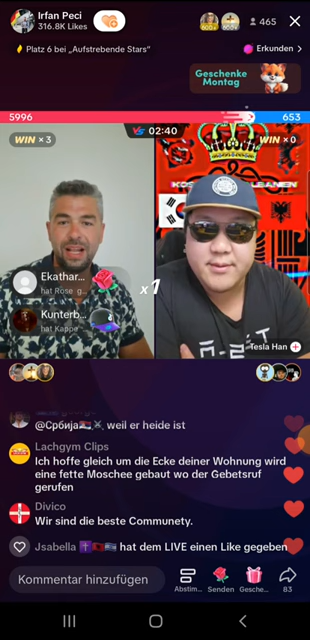 Irfan Peci
316.8K Likes
465
Platz 6 bei „Aufstrebende Stars“
Erkunden >
Geschenke
Montag
5996
653
WIN × 3
VS 02:40
WIN × 0
Ekathar...
hat Rose g...
x1
Kunterb...
hat Kappe
Tesla Han
@Србија weil er heide ist
Lachgym Clips
Ich hoffe gleich um die Ecke deiner Wohnung wird
eine fette Moschee gebaut wo der Gebetsruf
gerufen
Divico
Wir sind die beste Communety.
Jsabella hat dem LIVE einen Like gegeben
Kommentar hinzufügen
Abstim...
Senden
Gesche...
83